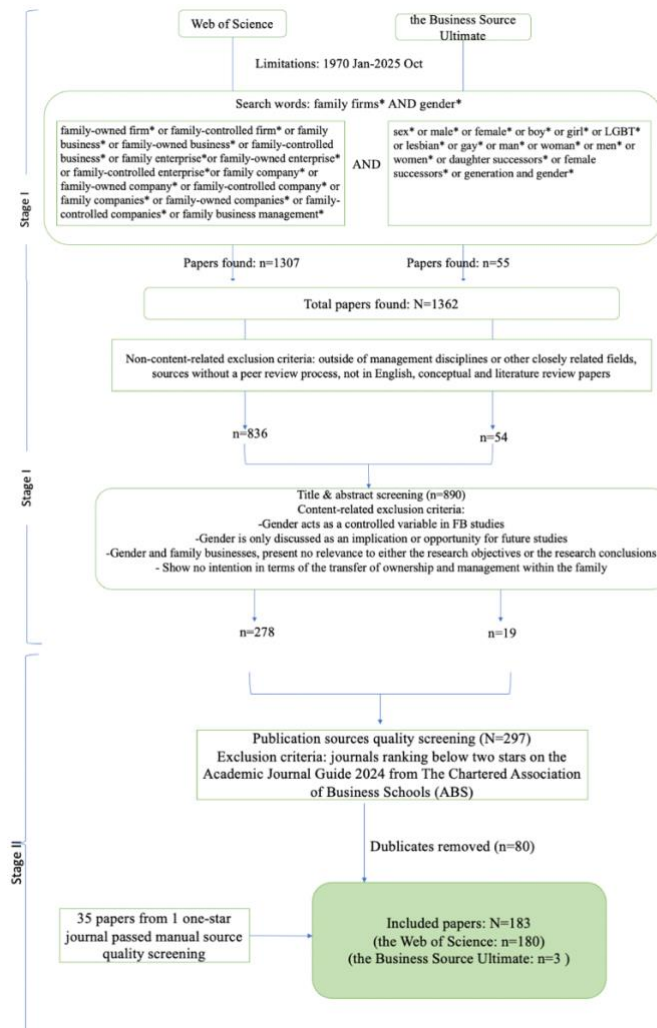 Web of Science
the Business Source
Ultimate
Limitations: 1970 Jan-2025 Oct
Search words: family firms* AND gender*
family-owned firm* or family-controlled firm* or family
business* or family-owned business* or family-controlled
business* or family enterprise*or family-owned enterprise*
or family-controlled enterprise*or family company* or
family-owned company* or family-controlled company* or
family companies* or family-owned companies* or family-
controlled companies* or family business management*
AND
sex* or male* or female* or boy* or girl* or LGBT*
or lesbian* or gay* or man* or woman* or men* or
women* or daughter successors* or female
successors* or generation and gender*
Stage I
Papers found: n=1307
Papers found: n=55
Total papers found: N=1362
Non-content-related exclusion criteria: outside of management disciplines or other closely related fields,
sources without a peer review process, not in English, conceptual and literature review papers
n=836
n=54
Stage I
Title & abstract screening (n=890)
Content-related exclusion criteria:
-Gender acts as a controlled variable in FB studies
-Gender is only discussed as an implication or opportunity for future studies
-Gender and family businesses, present no relevance to either the research objectives or the research conclusions
- Show no intention in terms of the transfer of ownership and management within the family
n=278
n=19
Publication sources quality screening (N=297)
Exclusion criteria: journals ranking below two stars on the
Academic Journal Guide 2024 from The Chartered Association
of Business Schools (ABS)
Stage II
Dublicates removed (n=80)
35 papers from 1 one-star
journal passed manual source
quality screening
Included papers: N=183
(the Web of Science: n=180)
(the Business Source Ultimate: n=3 )